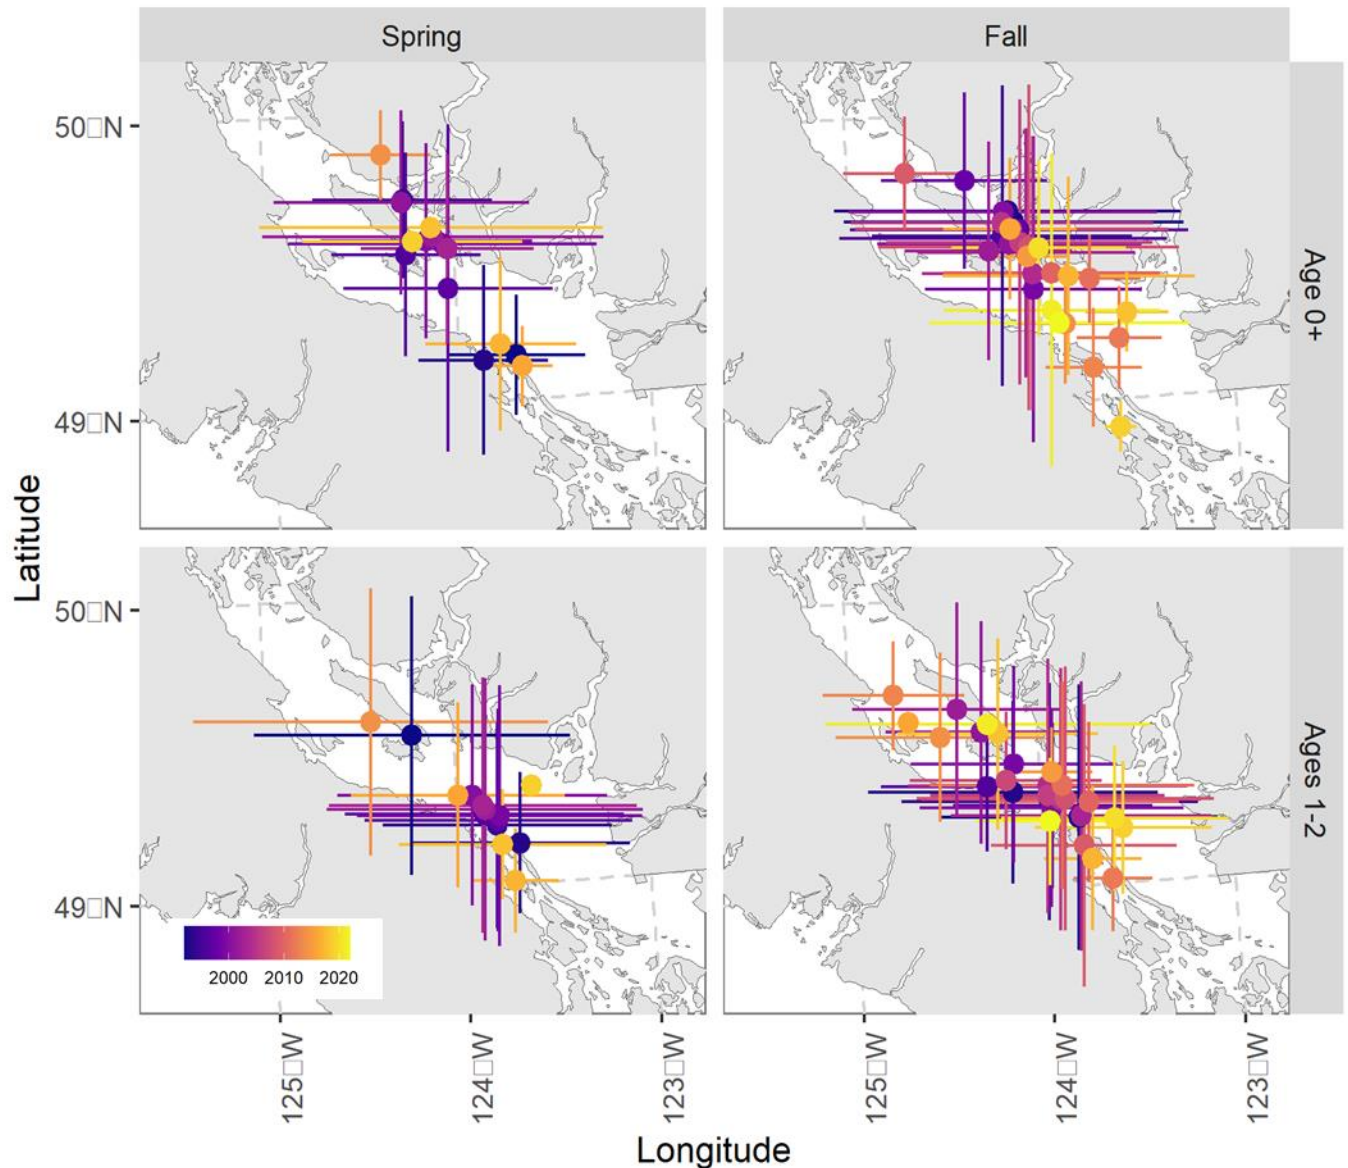 Spring
Fall
50□N
49□N
Age 0+
Latitude
50□N
49□N
Ages 1-2
2000 2010 2020
125□W
124□W
123□W
125□W
124□W
123□W
Longitude